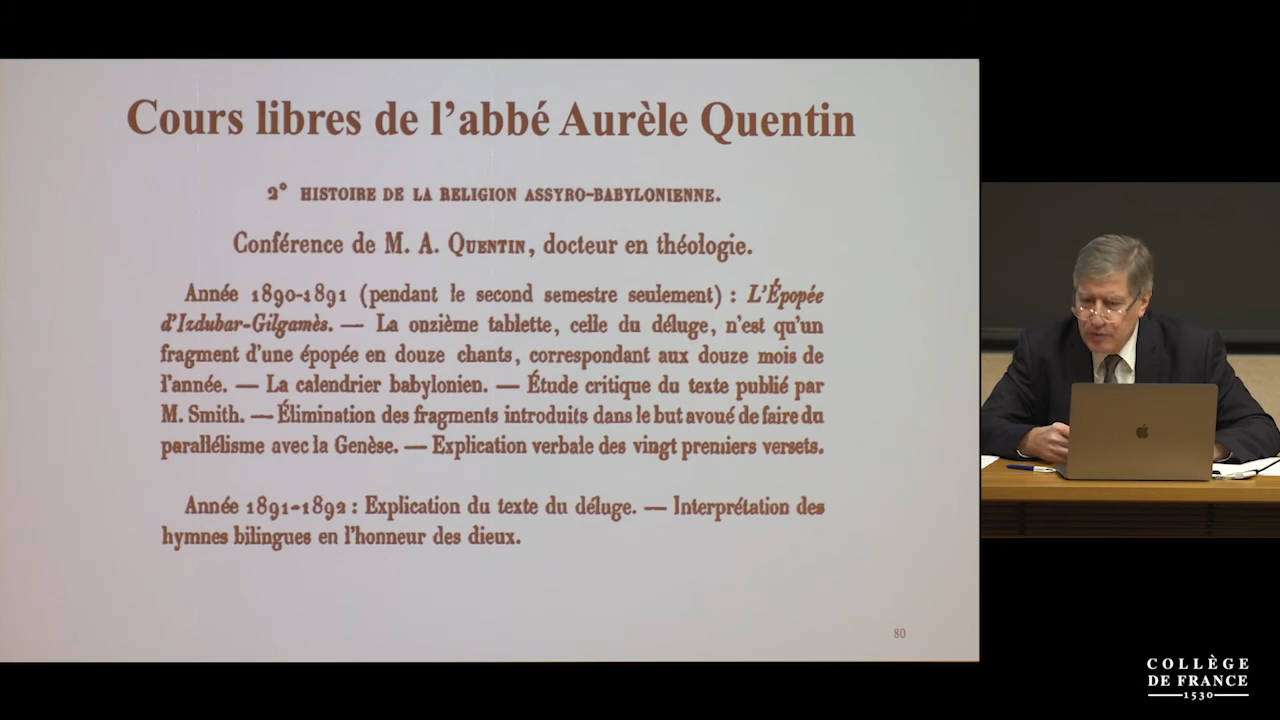 Cours libres de l’abbé Aurèle Quentin
2° HISTOIRE DE LA RELIGION ASSYRO-BABYLONIENNE.
Conférence de M. A. QUENTIN, docteur en théologie.
Année 1890-1891 (pendant le second semestre seulement) : L’Épopée
d’Izdubar-Gilgamès. — La onzième tablette, celle du déluge, n’est qu’un
fragment d’une épopée en douze chants, correspondant aux douze mois de
l’année. — La calendrier babylonien. — Étude critique du texte publié par
M. Smith. — Élimination des fragments introduits dans le but avoué de faire du
parallélisme avec la Genèse. — Explication verbale des vingt premiers versets.
Année 1891-1892 : Explication du texte du déluge. — Interprétation des
hymnes bilingues en l’honneur des dieux.
80
COLLÈGE
DE FRANCE
1530